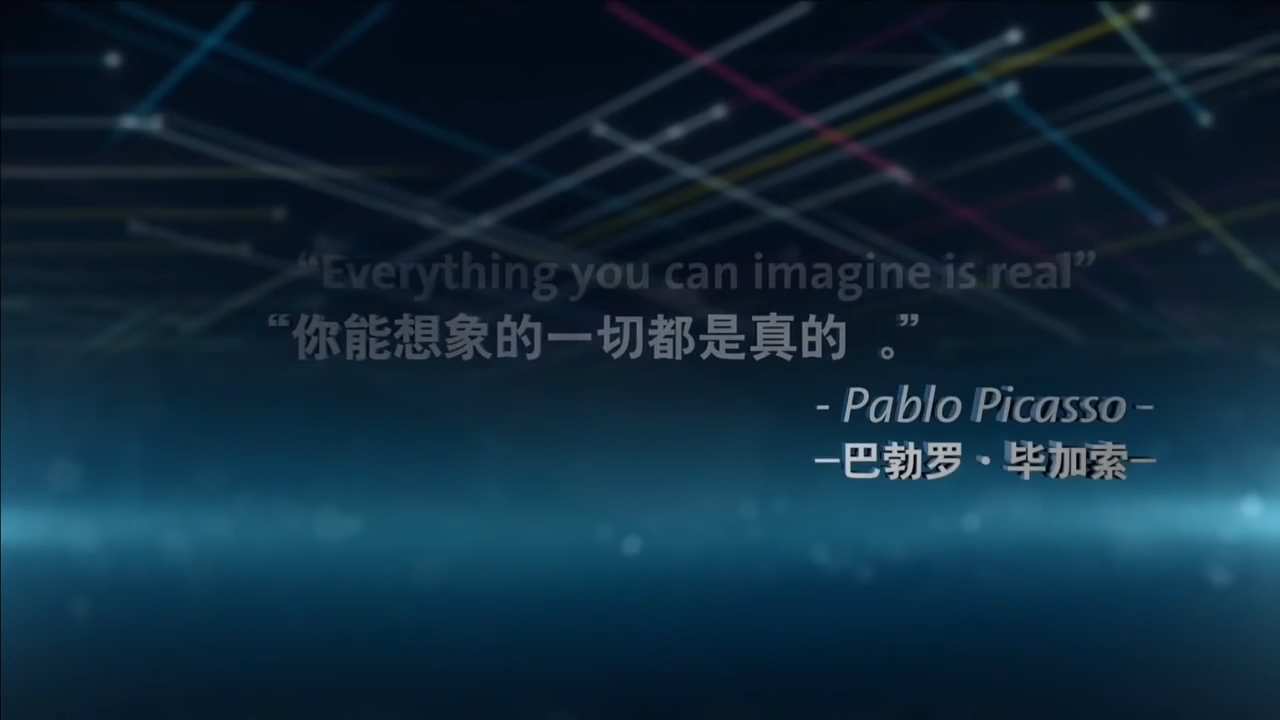 “Everything you can imagine is real”
“你能想象的一切都是真的 。”
- Pablo Picasso -
–巴勃罗·毕加索–